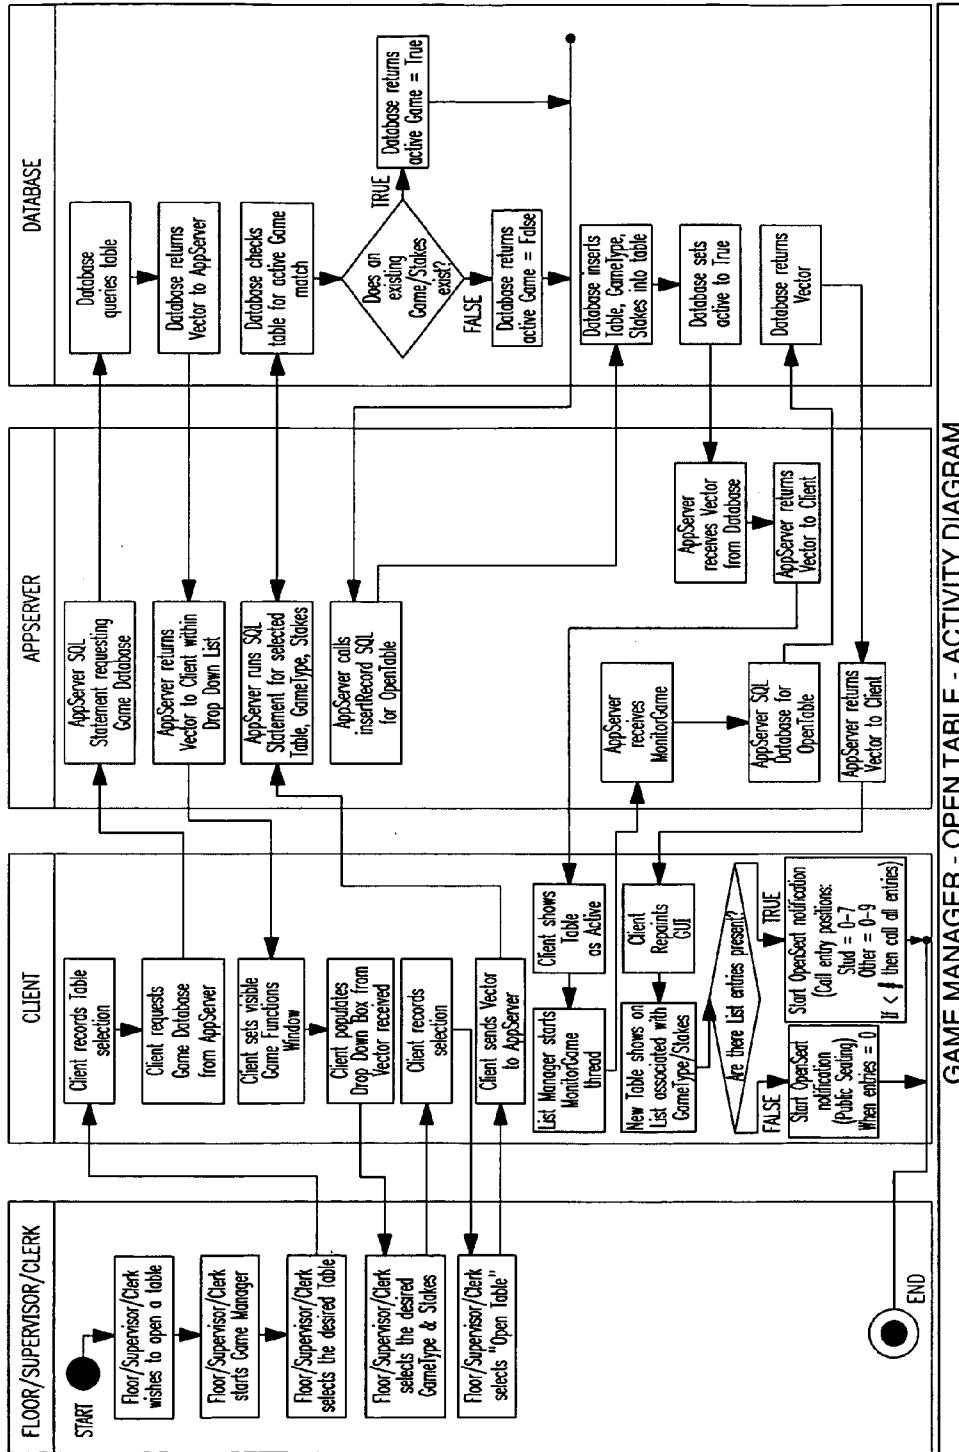 FLOOR/SUPERVISOR/CLERK
START
Floor/Supervisor/Clerk
wishes to open a table
Floor/Supervisor/Clerk
starts Game Manager
Floor/Supervisor/Clerk
selects the desired Table
Floor/Supervisor/Clerk
selects the desired
GameType & Stakes
Floor/Supervisor/Clerk
selects "Open Table"
END
CLIENT
Client records Table
selection
Client requests
Game Database
from AppServer
Client sets visible
Game Functions
Window
Client populates
Drop Down Box from
Vector received
Client records
selection
Client sends Vector
to AppServer
Client shows
Table
as Active
List Manager starts
MonitorGame
thread
Client
Repaints
GUI
New Table shows on
List associated with
GameType/Stakes
Are there List entries present?
FALSE
TRUE
Start OpenSeat
notification
(Public Seating)
When entries = 0
Start OpenSeat notification
(Call entry positions:
Stud = 0-7
Other = 0-9
If < # then call all entries)
APPSERVER
AppServer SQL
Statement requesting
Game Database
AppServer returns
Vector to Client within
Drop Down List
AppServer runs SQL
Statement for selected
Table, GameType, Stakes
AppServer calls
insertRecord SQL
for OpenTable
AppServer
receives
MonitorGame
AppServer
receives Vector
from Database
AppServer returns
Vector to Client
AppServer SQL
Database for
OpenTable
AppServer returns
Vector to Client
DATABASE
Database
queries table
Database returns
Vector to AppServer
Database checks
table for active Game
match
Does an
existing
Game/Stakes
exist?
TRUE
FALSE
Database returns
active Game = True
Database returns
active Game = False
Database inserts
Table, GameType,
Stakes into table
Database sets
active to True
Database returns
Vector
GAME MANAGER - OPEN TABLE - ACTIVITY DIAGRAM